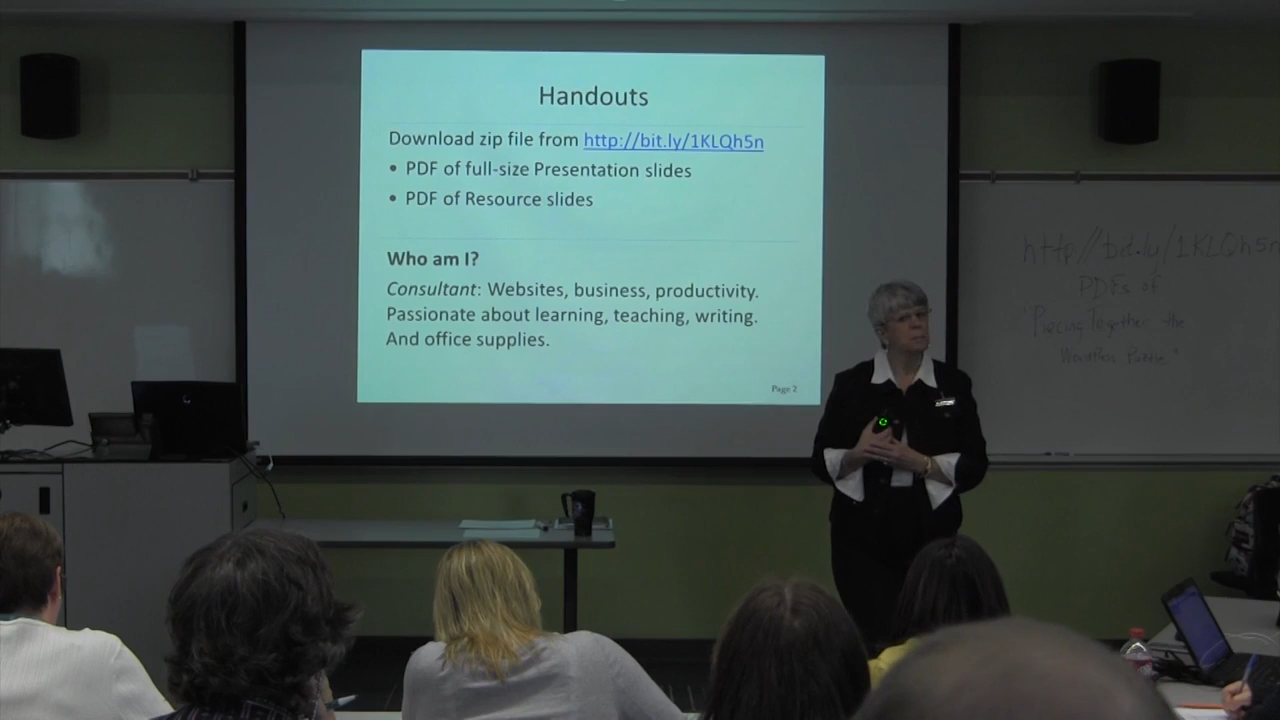 Handouts
Download zip file from http://bit.ly/1KLQh5n
• PDF of full-size Presentation slides
• PDF of Resource slides
Who am I?
Consultant: Websites, business, productivity.
Passionate about learning, teaching, writing.
And office supplies.
Page 2
http://bit.ly/1KLQh5n
PDFs of
"Piecing Together the
WordPress Puzzle"